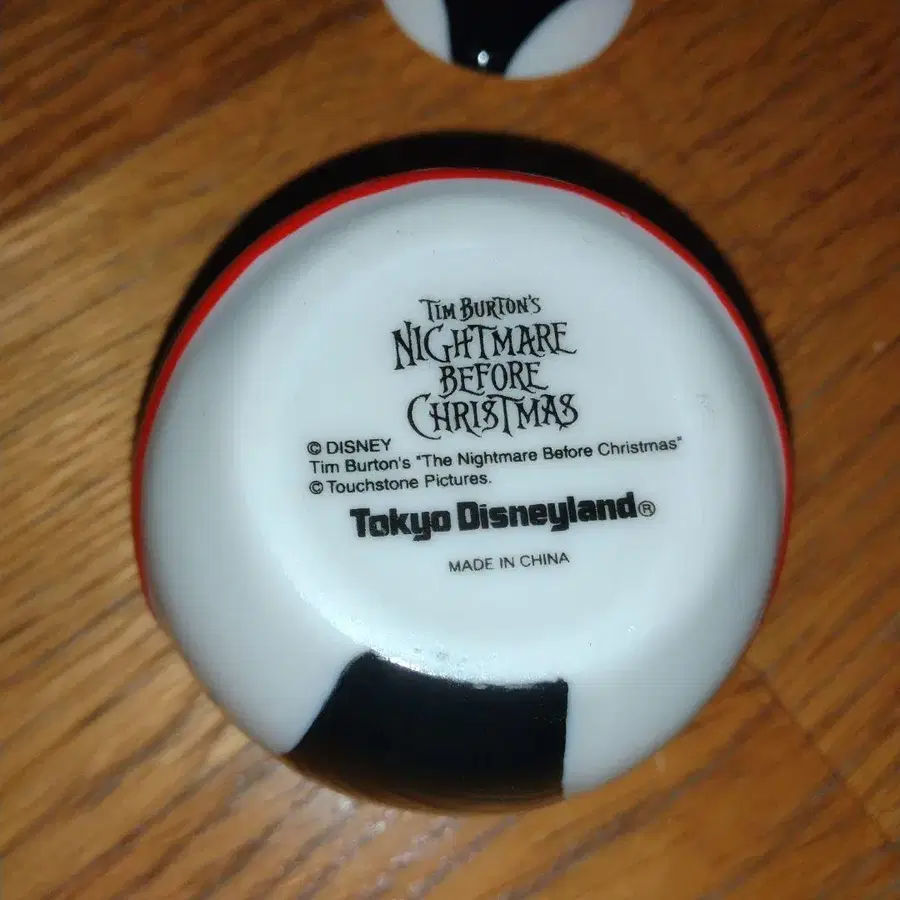 TIM BURTON'S
NIGHTMARE
BEFORE
CHRISTMAS
© DISNEY
Tim Burton's "The Nightmare Before Christmas"
© Touchstone Pictures.
Tokyo Disneyland®
MADE IN CHINA